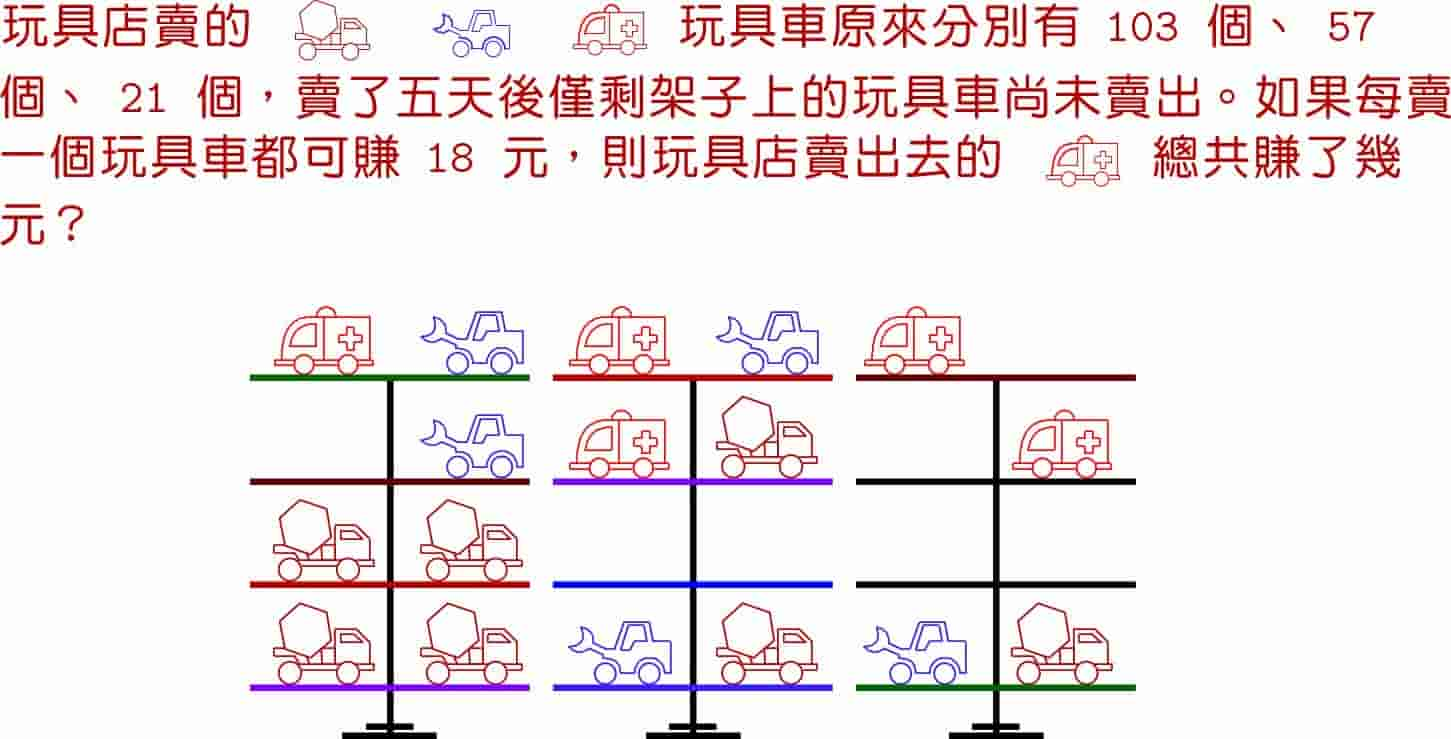 玩具店賣的 玩具車原來分別有 103 個、 57
個、 21 個，賣了五天後僅剩架子上的玩具車尚未賣出。如果每賣
一個玩具車都可賺 18 元，則玩具店賣出去的 總共賺了幾
元？